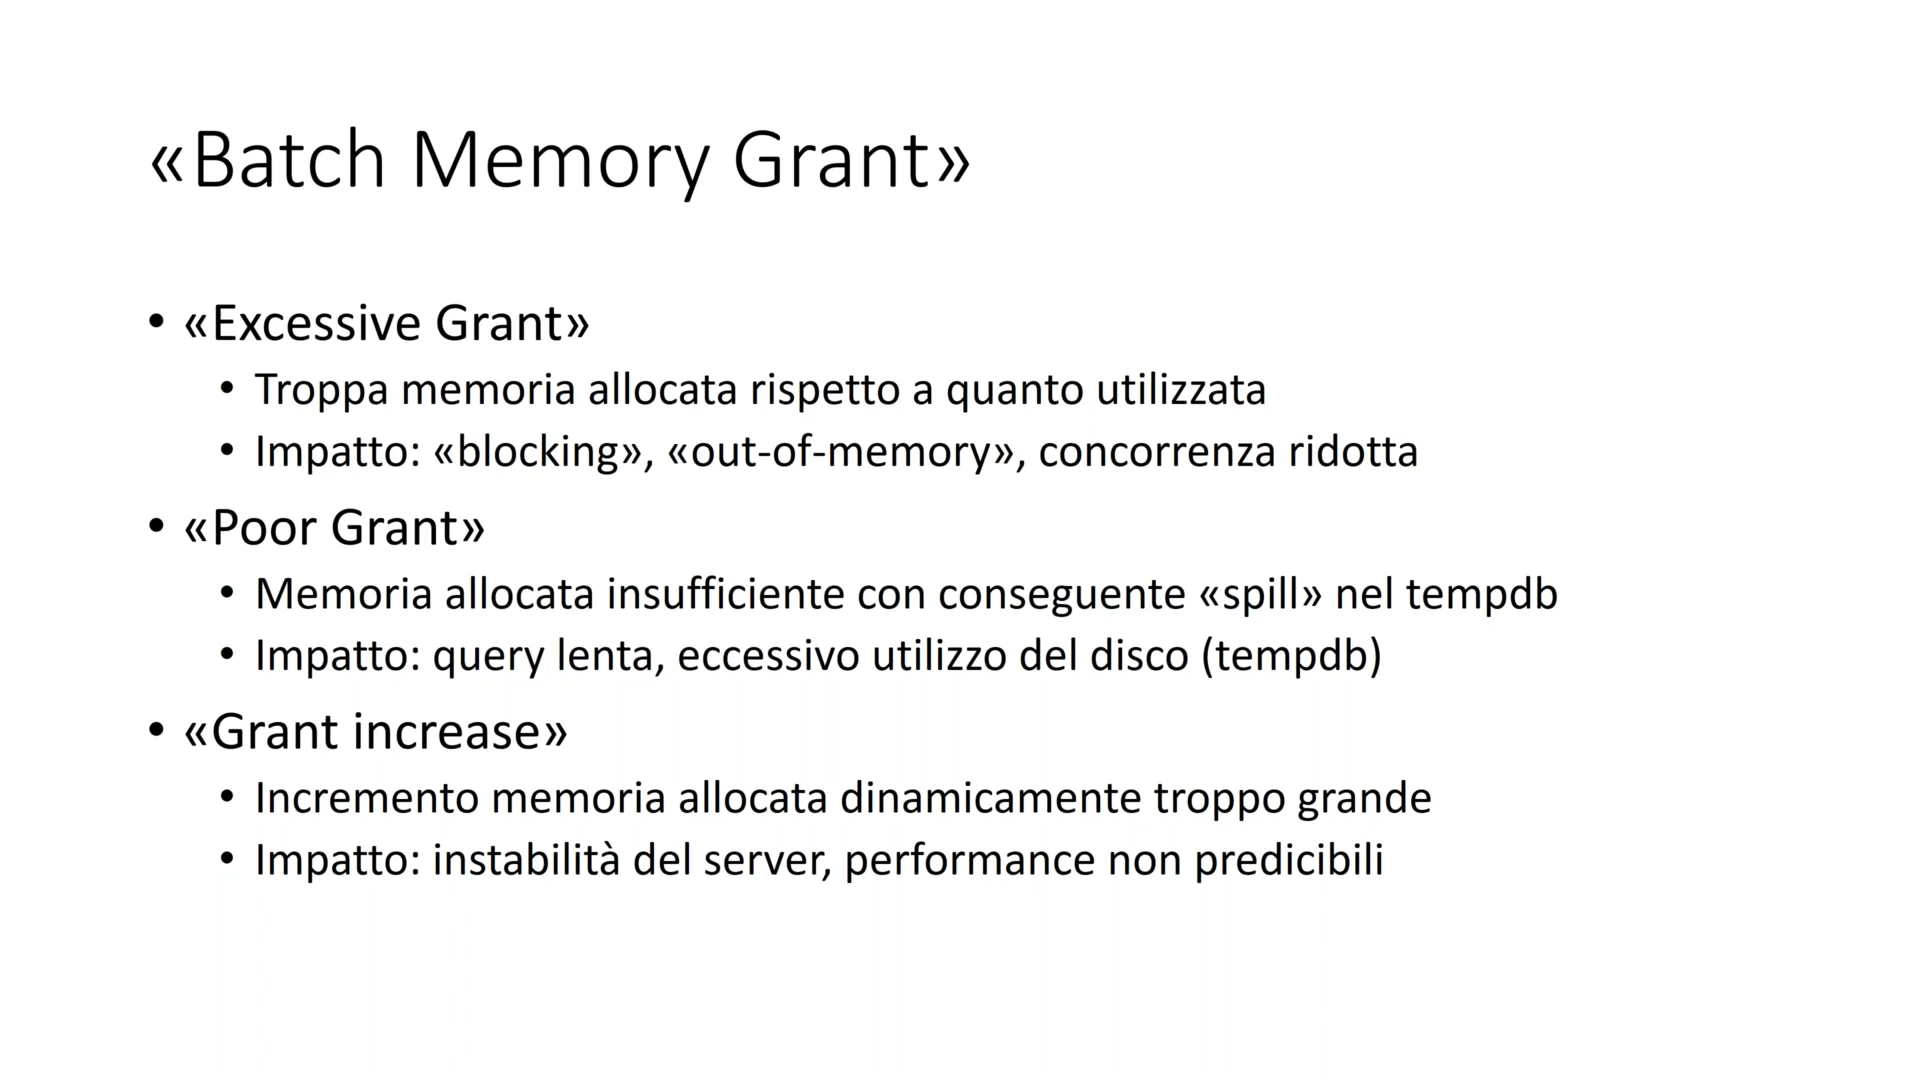 «Batch Memory Grant»
• «Excessive Grant»
• Troppa memoria allocata rispetto a quanto utilizzata
• Impatto: «blocking», «out-of-memory», concorrenza ridotta
• «Poor Grant»
• Memoria allocata insufficiente con conseguente «spill» nel tempdb
• Impatto: query lenta, eccessivo utilizzo del disco (tempdb)
• «Grant increase»
• Incremento memoria allocata dinamicamente troppo grande
• Impatto: instabilità del server, performance non predicibili